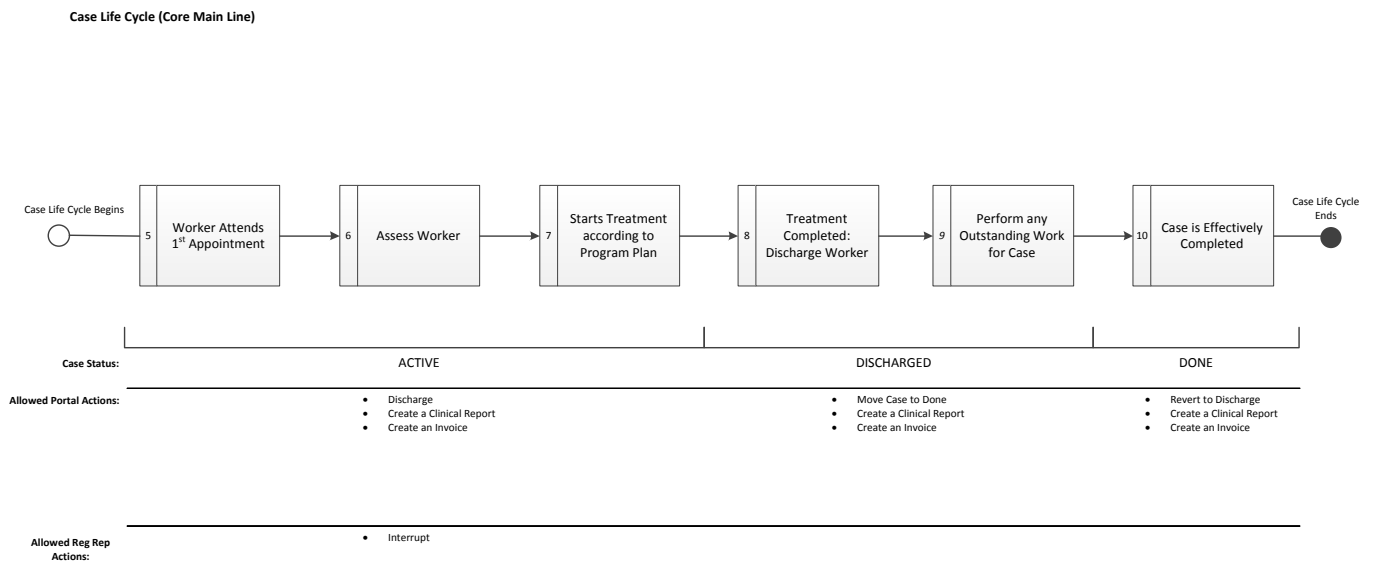 Case Life Cycle (Core Main Line)
Case Life Cycle Begins
5
Worker Attends
1st Appointment
6
Assess Worker
7
Starts Treatment
according to
Program Plan
8
Treatment
Completed:
Discharge Worker
9
Perform any
Outstanding Work
for Case
10
Case is Effectively
Completed
Case Life Cycle
Ends
Case Status:
ACTIVE
DISCHARGED
DONE
Allowed Portal Actions:
• Discharge
• Create a Clinical Report
• Create an Invoice
• Move Case to Done
• Create a Clinical Report
• Create an Invoice
• Revert to Discharge
• Create a Clinical Report
• Create an Invoice
Allowed Reg Rep
Actions:
• Interrupt